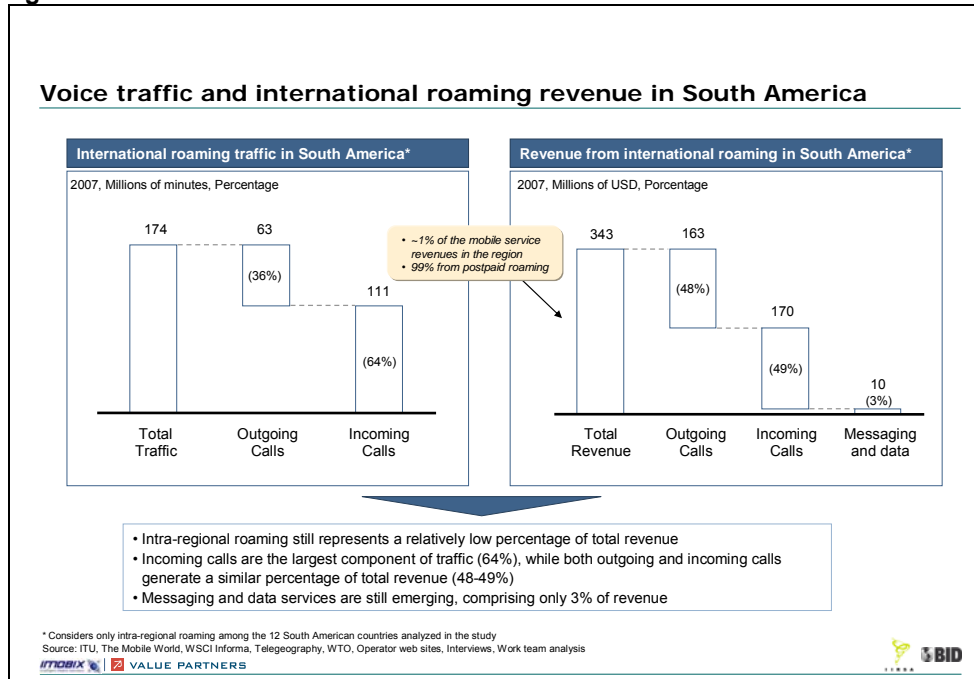 Voice traffic and international roaming revenue in South America
International roaming traffic in South America*
2007, Millions of minutes, Percentage
174
63
(36%)
111
(64%)
Total
Traffic
Outgoing
Calls
Incoming
Calls
• ~1% of the mobile service
revenues in the region
• 99% from postpaid roaming
Revenue from international roaming in South America*
2007, Millions of USD, Porcentage
343
163
(48%)
170
(49%)
10
(3%)
Total
Revenue
Outgoing
Calls
Incoming
Calls
Messaging
and data
• Intra-regional roaming still represents a relatively low percentage of total revenue
• Incoming calls are the largest component of traffic (64%), while both outgoing and incoming calls
generate a similar percentage of total revenue (48-49%)
• Messaging and data services are still emerging, comprising only 3% of revenue
* Considers only intra-regional roaming among the 12 South American countries analyzed in the study
Source: ITU, The Mobile World, WSCI Informa, Telegeography, WTO, Operator web sites, Interviews, Work team analysis
imobix
VALUE PARTNERS
IIRSA
BID